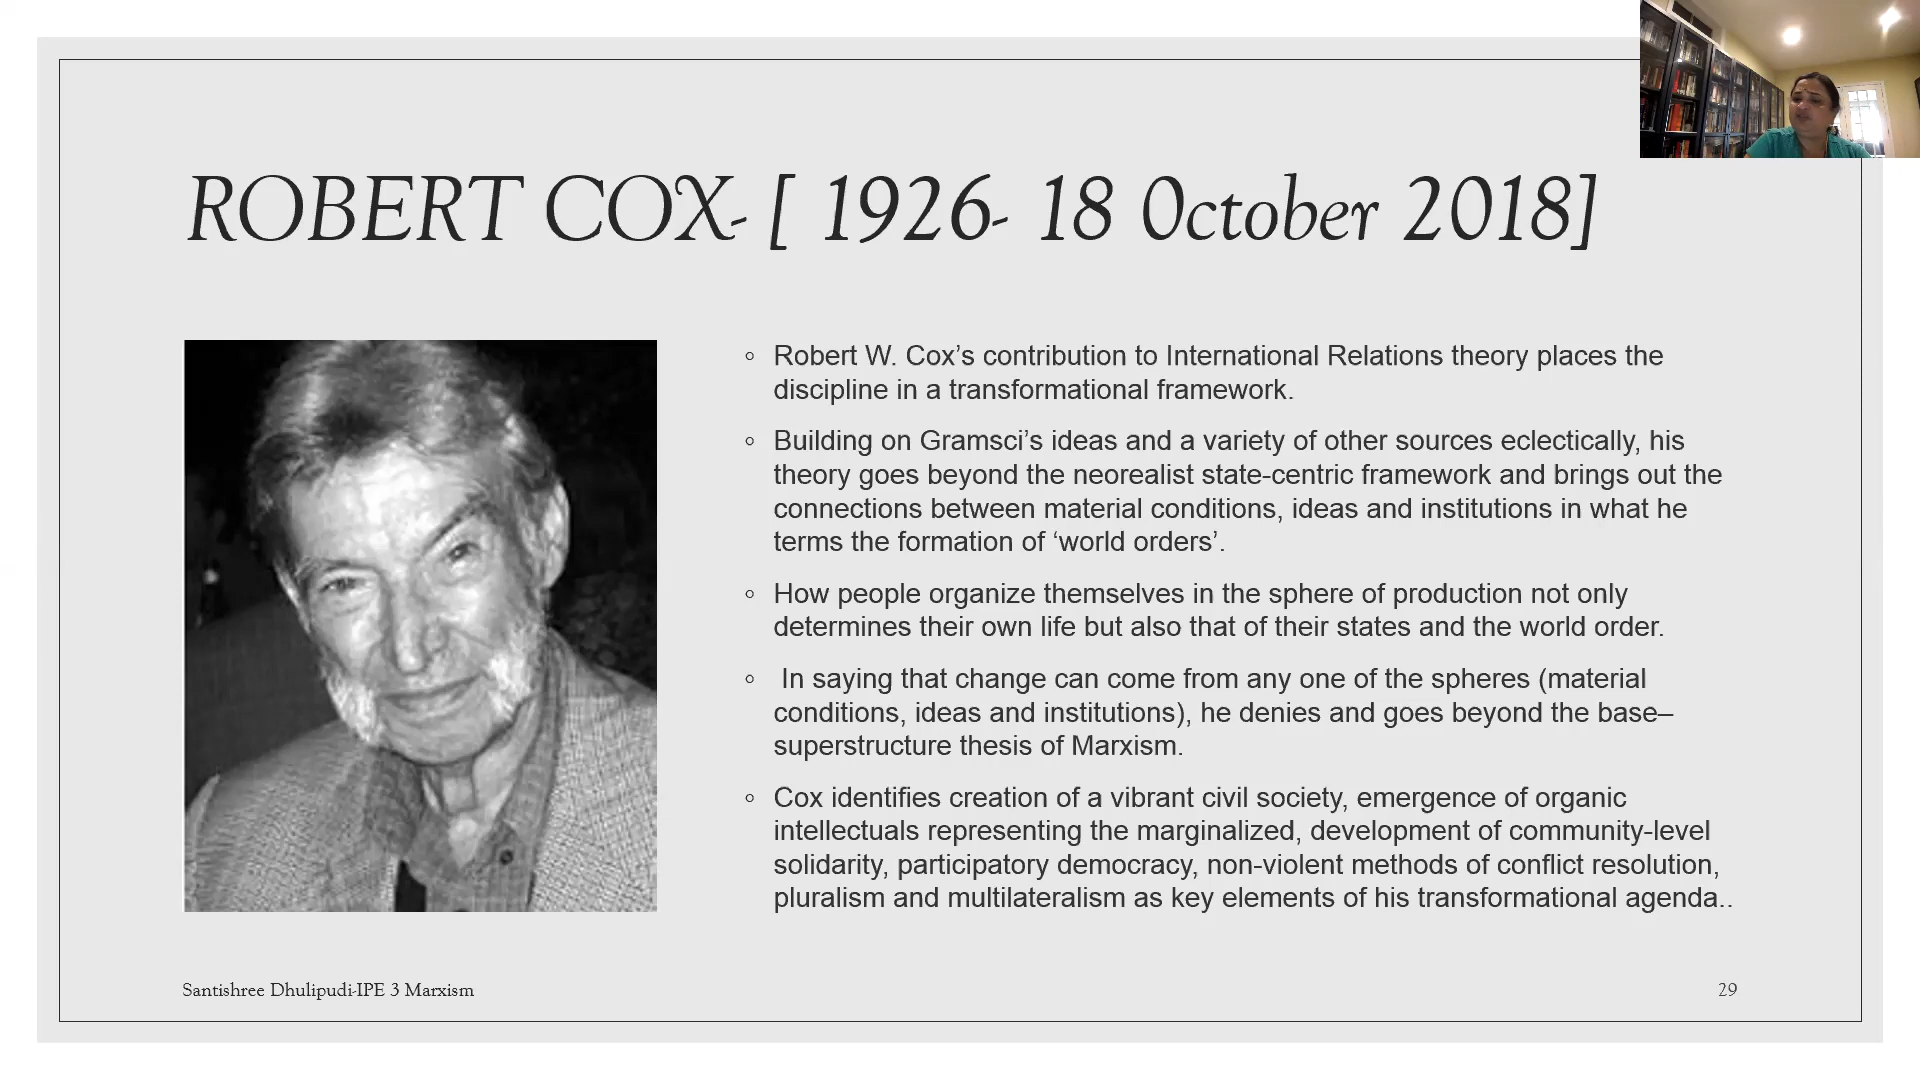 ROBERT COX- [ 1926- 18 0ctober 2018]
Robert W. Cox’s contribution to International Relations theory places the
discipline in a transformational framework.
Building on Gramsci’s ideas and a variety of other sources eclectically, his
theory goes beyond the neorealist state-centric framework and brings out the
connections between material conditions, ideas and institutions in what he
terms the formation of ‘world orders’.
How people organize themselves in the sphere of production not only
determines their own life but also that of their states and the world order.
In saying that change can come from any one of the spheres (material
conditions, ideas and institutions), he denies and goes beyond the base–
superstructure thesis of Marxism.
Cox identifies creation of a vibrant civil society, emergence of organic
intellectuals representing the marginalized, development of community-level
solidarity, participatory democracy, non-violent methods of conflict resolution,
pluralism and multilateralism as key elements of his transformational agenda..
Santishree Dhulipudi-IPE 3 Marxism
29